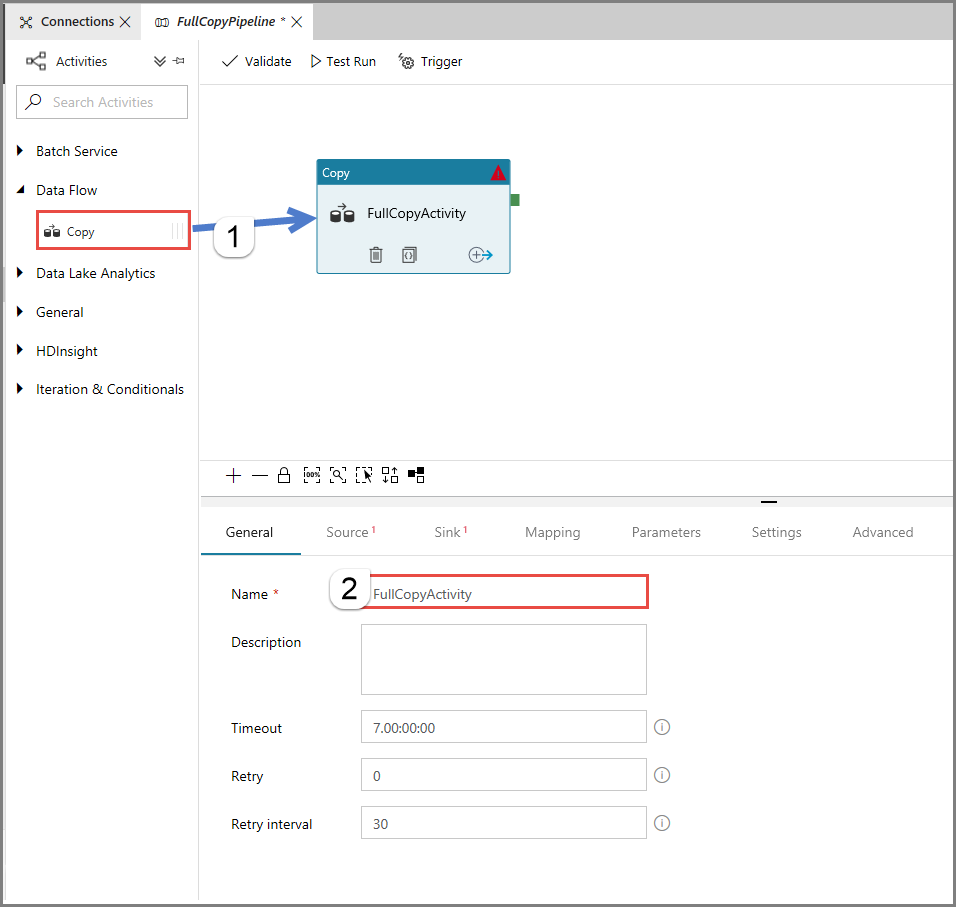 Connections
FullCopyPipeline *
Activities
Validate
Test Run
Trigger
Search Activities
Batch Service
Data Flow
Copy
Data Lake Analytics
General
HDInsight
Iteration & Conditionals
1
Copy
FullCopyActivity
100%
General
Source 1
Sink 1
Mapping
Parameters
Settings
Advanced
Name *
2
FullCopyActivity
Description
Timeout
7.00:00:00
Retry
0
Retry interval
30